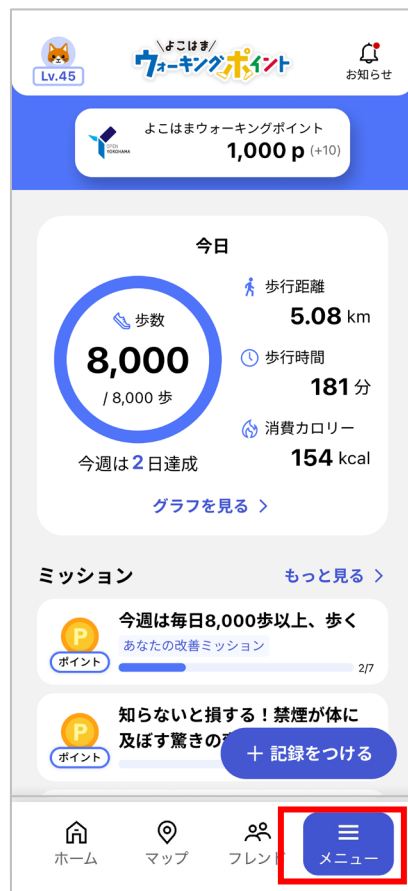 よこはま
ウォーキングポイント
Lv.45
お知らせ
よこはまウォーキングポイント
OPEN YOKOHAMA
1,000 p (+10)
今日
歩数
8,000
/ 8,000 歩
今週は2日達成
歩行距離
5.08 km
歩行時間
181 分
消費カロリー
154 kcal
グラフを見る
ミッション
もっと見る
P
ポイント
今週は毎日8,000歩以上、歩く
あなたの改善ミッション
2/7
P
ポイント
知らないと損する！禁煙が体に
及ぼす驚きの
＋ 記録をつける
ホーム
マップ
フレンド
メニュー